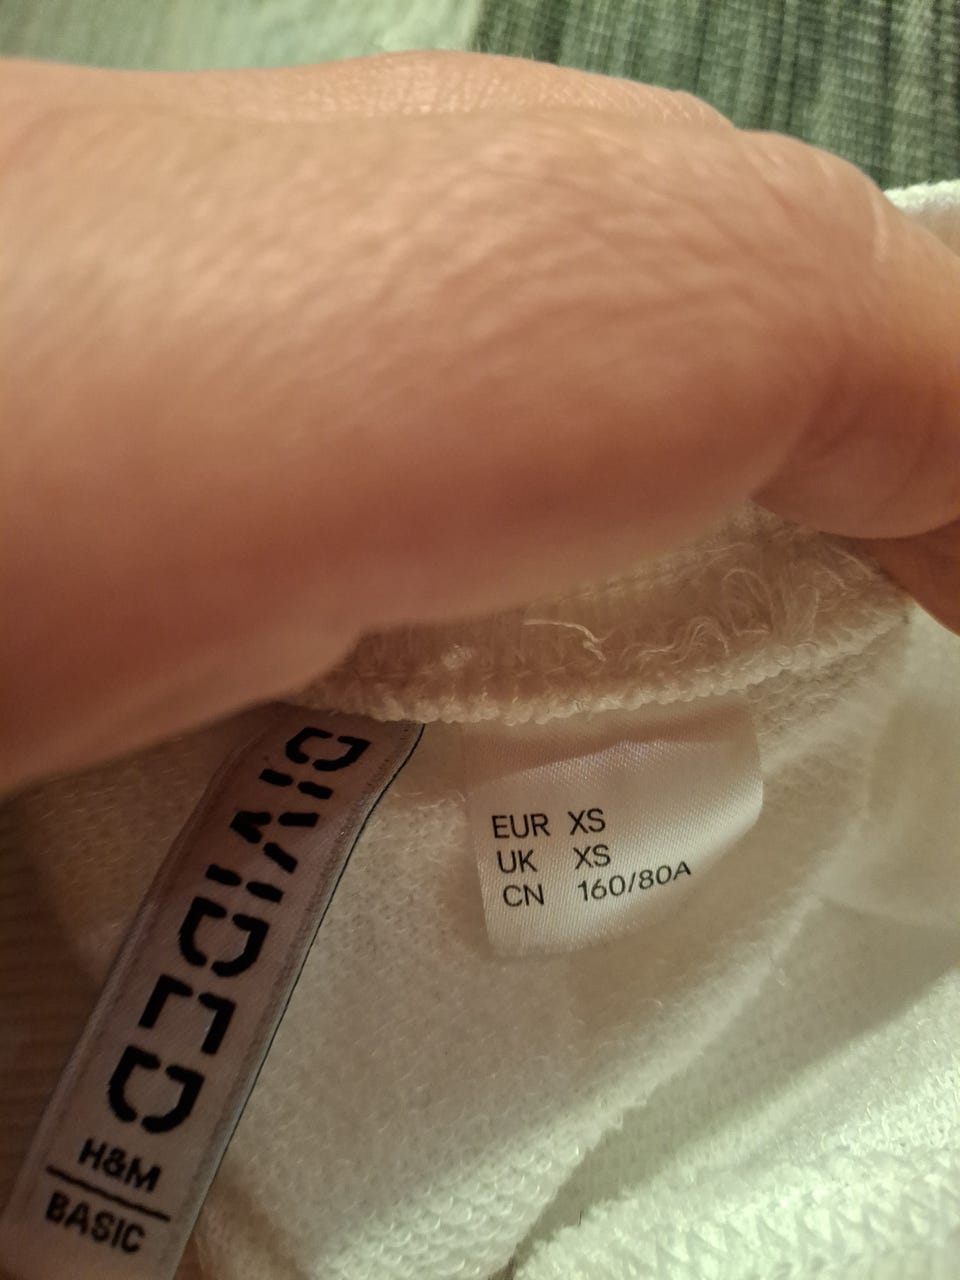 DIVIDED
H&M
BASIC
EUR XS
UK XS
CN 160/80A